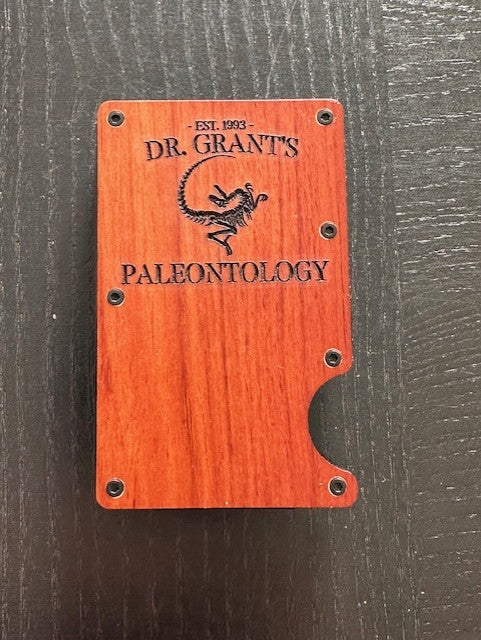 - EST. 1993 -
DR. GRANT'S
PALEONTOLOGY